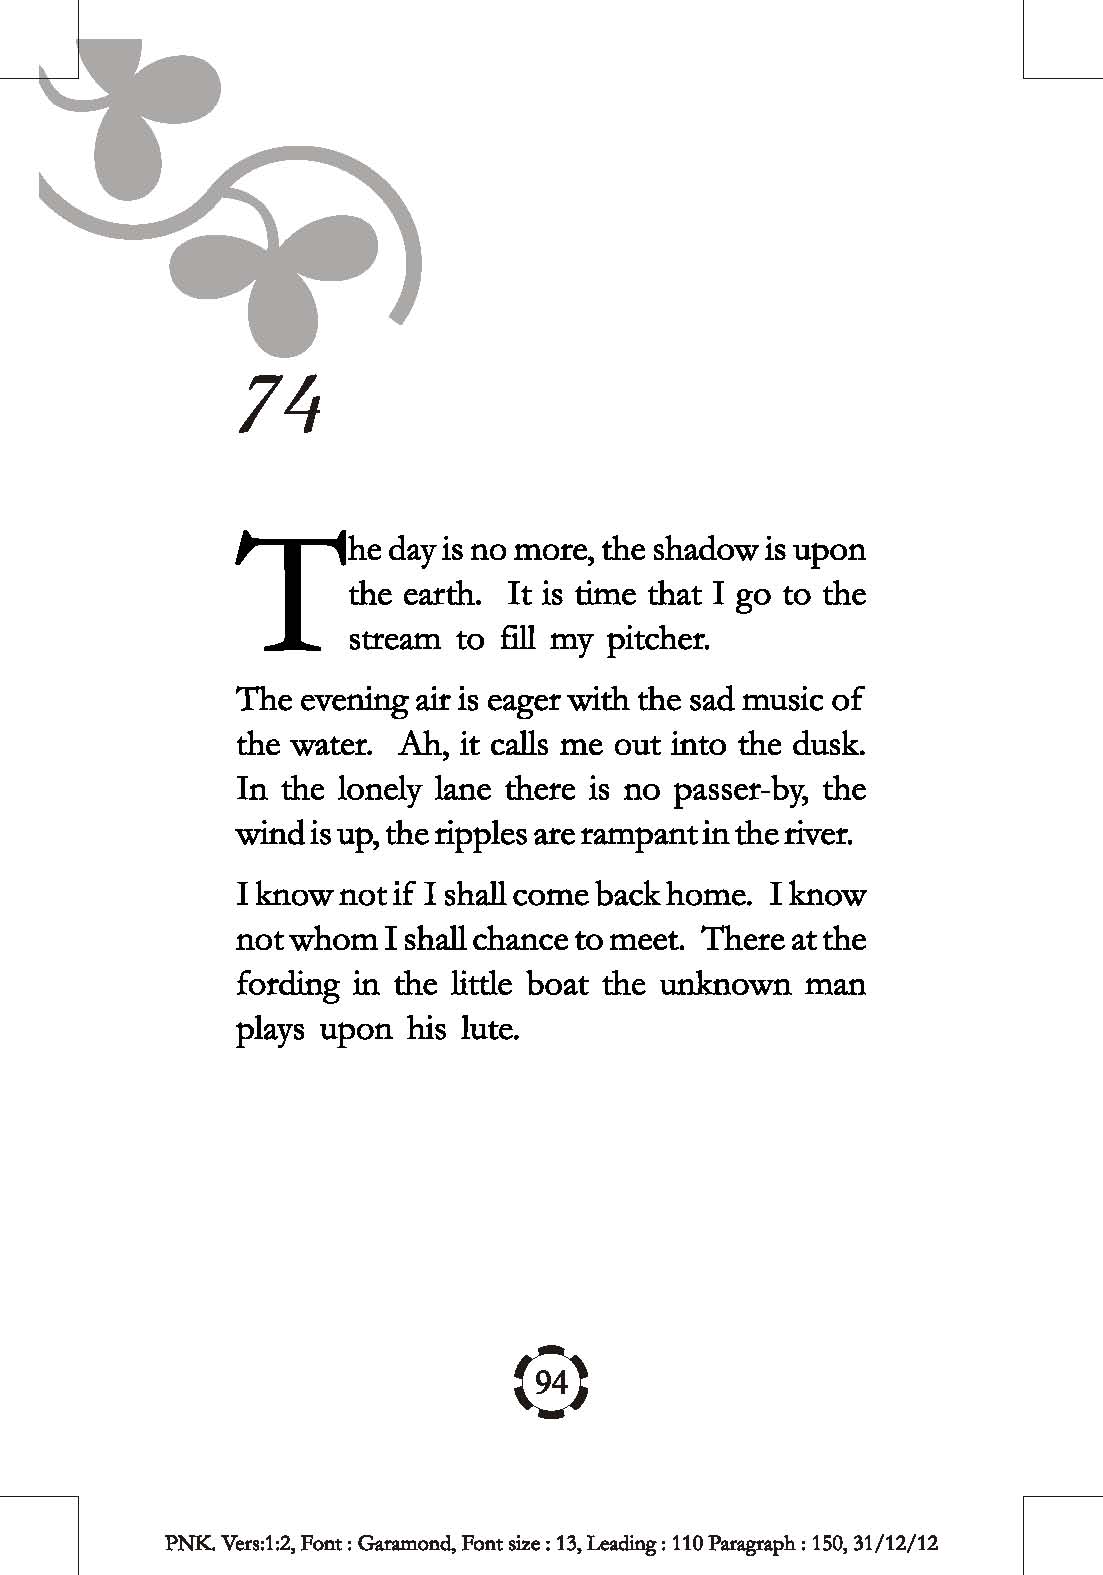 74
The day is no more, the shadow is upon
the earth. It is time that I go to the
stream to fill my pitcher.
The evening air is eager with the sad music of
the water. Ah, it calls me out into the dusk.
In the lonely lane there is no passer-by, the
wind is up, the ripples are rampant in the river.
I know not if I shall come back home. I know
not whom I shall chance to meet. There at the
fording in the little boat the unknown man
plays upon his lute.
94
PNK. Vers:1:2, Font : Garamond, Font size : 13, Leading : 110 Paragraph : 150, 31/12/12